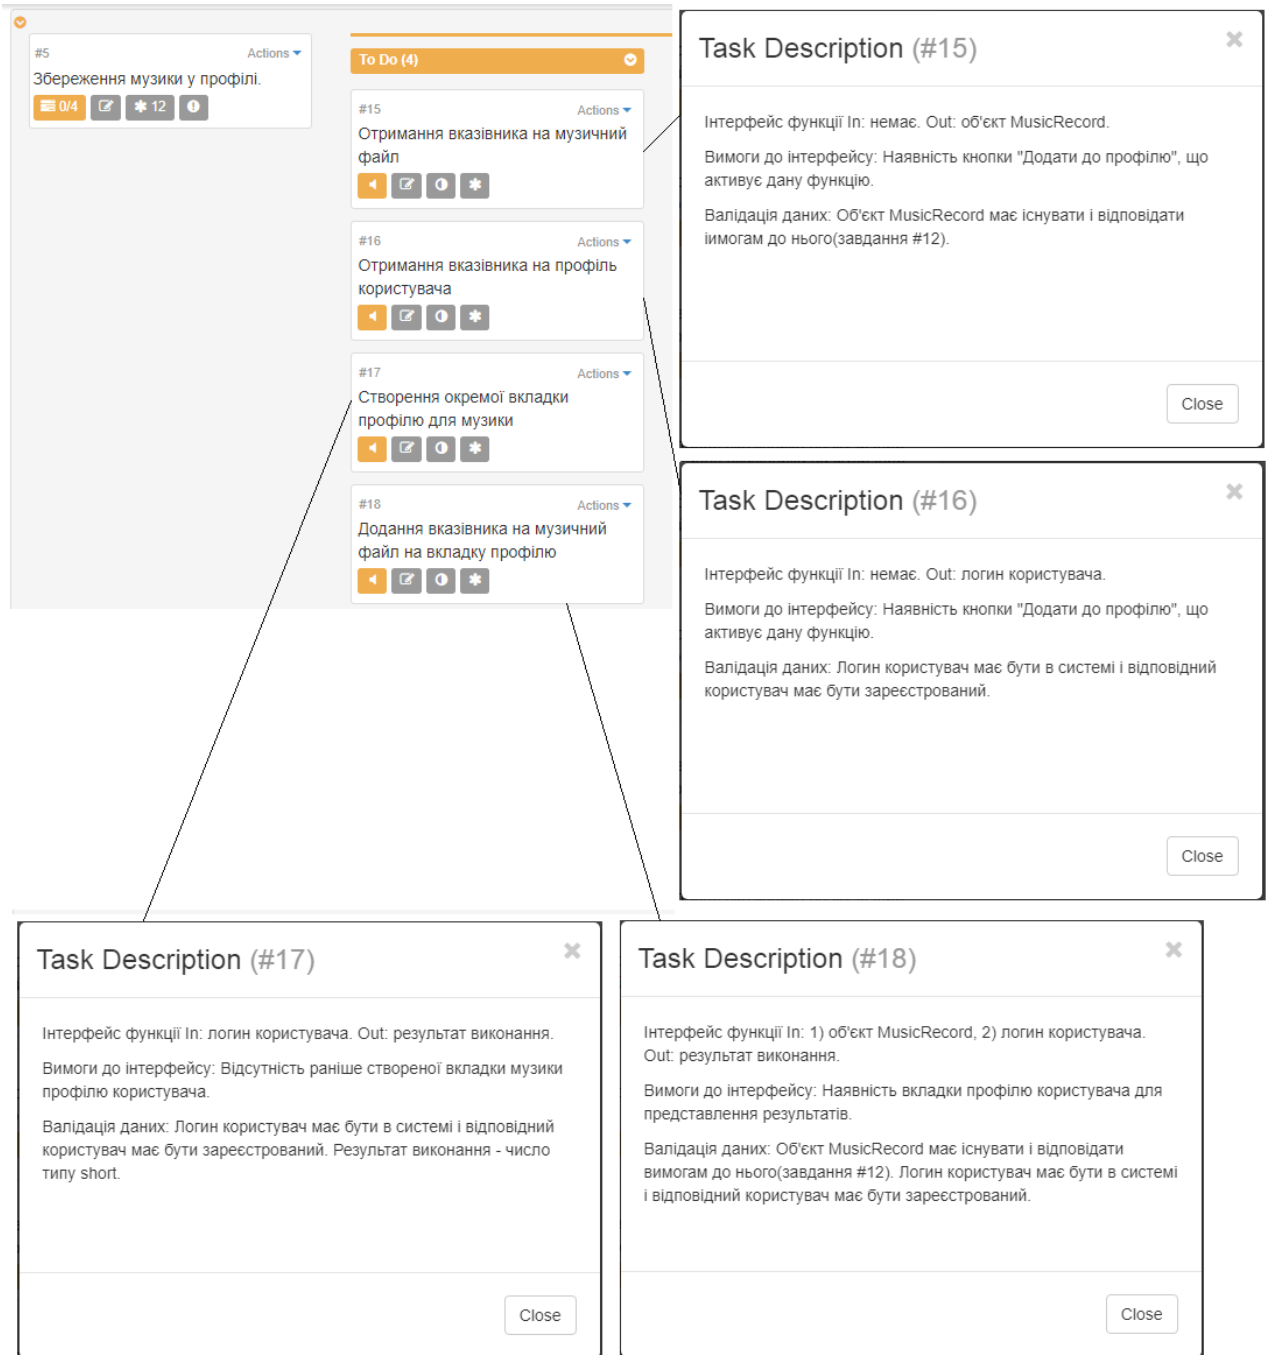 #5 Actions
Збереження музики у профілі.
0/4 12
To Do (4)
#15 Actions
Отримання вказівника на музичний
файл
#16 Actions
Отримання вказівника на профіль
користувача
#17 Actions
Створення окремої вкладки
профілю для музики
#18 Actions
Додання вказівника на музичний
файл на вкладку профілю
Task Description (#15)
Інтерфейс функції In: немає. Out: об'єкт MusicRecord.
Вимоги до інтерфейсу: Наявність кнопки "Додати до профілю", що
активує дану функцію.
Валідація даних: Об'єкт MusicRecord має існувати і відповідати
іимогам до нього(завдання #12).
Close
Task Description (#16)
Інтерфейс функції In: немає. Out: логин користувача.
Вимоги до інтерфейсу: Наявність кнопки "Додати до профілю", що
активує дану функцію.
Валідація даних: Логин користувач має бути в системі і відповідний
користувач має бути зареєстрований.
Close
Task Description (#17)
Інтерфейс функції In: логин користувача. Out: результат виконання.
Вимоги до інтерфейсу: Відсутність раніше створеної вкладки музики
профілю користувача.
Валідація даних: Логин користувач має бути в системі і відповідний
користувач має бути зареєстрований. Результат виконання - число
типу short.
Close
Task Description (#18)
Інтерфейс функції In: 1) об'єкт MusicRecord, 2) логин користувача.
Out: результат виконання.
Вимоги до інтерфейсу: Наявність вкладки профілю користувача для
представлення результатів.
Валідація даних: Об'єкт MusicRecord має існувати і відповідати
вимогам до нього(завдання #12). Логин користувач має бути в системі
і відповідний користувач має бути зареєстрований.
Close